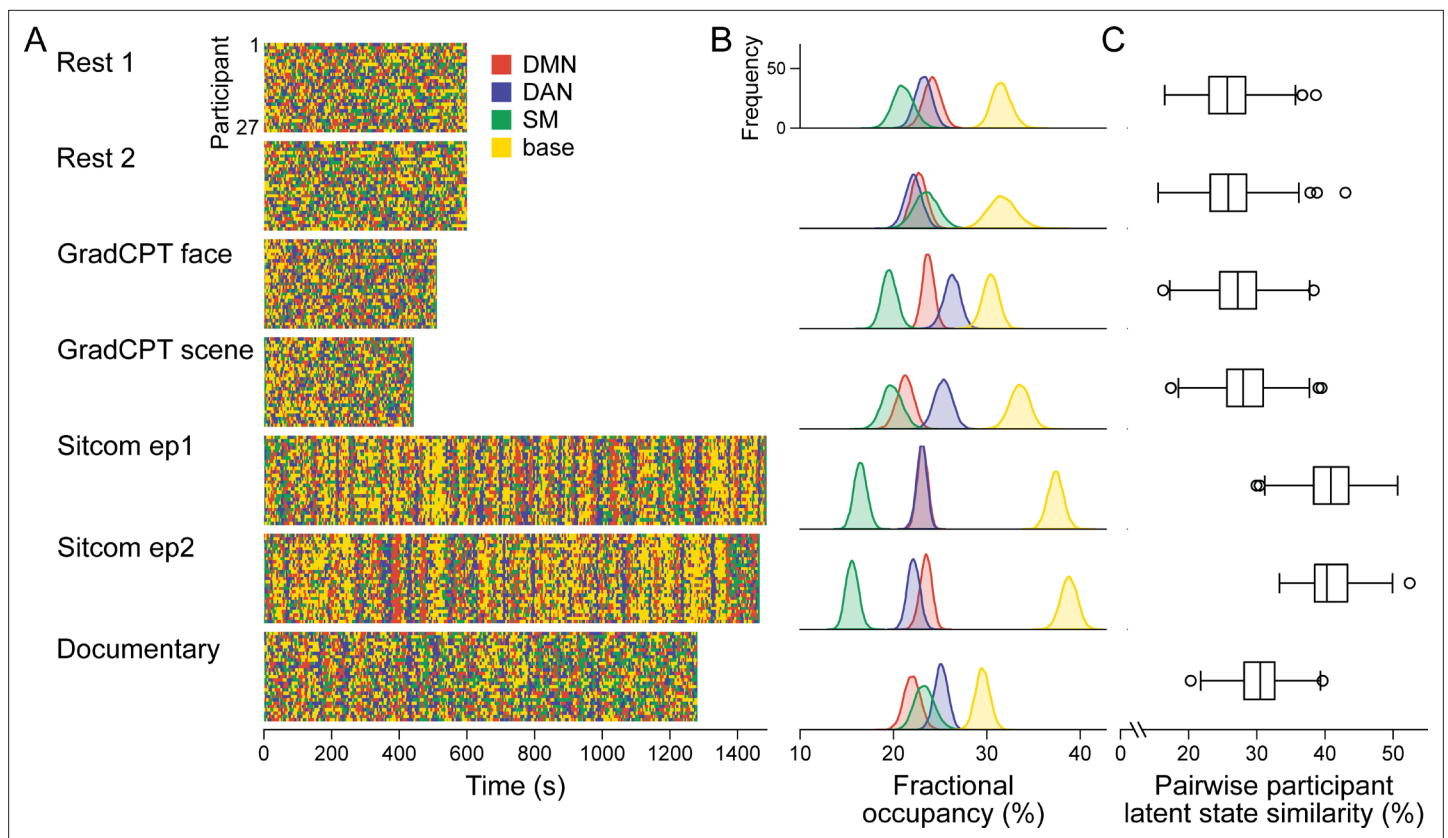 A
B
C
Rest 1
Rest 2
GradCPT face
GradCPT scene
Sitcom ep1
Sitcom ep2
Documentary
Participant
1
27
DMN
DAN
SM
base
Frequency
50
0
0 200 400 600 800 1000 1200 1400
Time (s)
10 20 30 40
Fractional
occupancy (%)
0 20 30 40 50
Pairwise participant
latent state similarity (%)